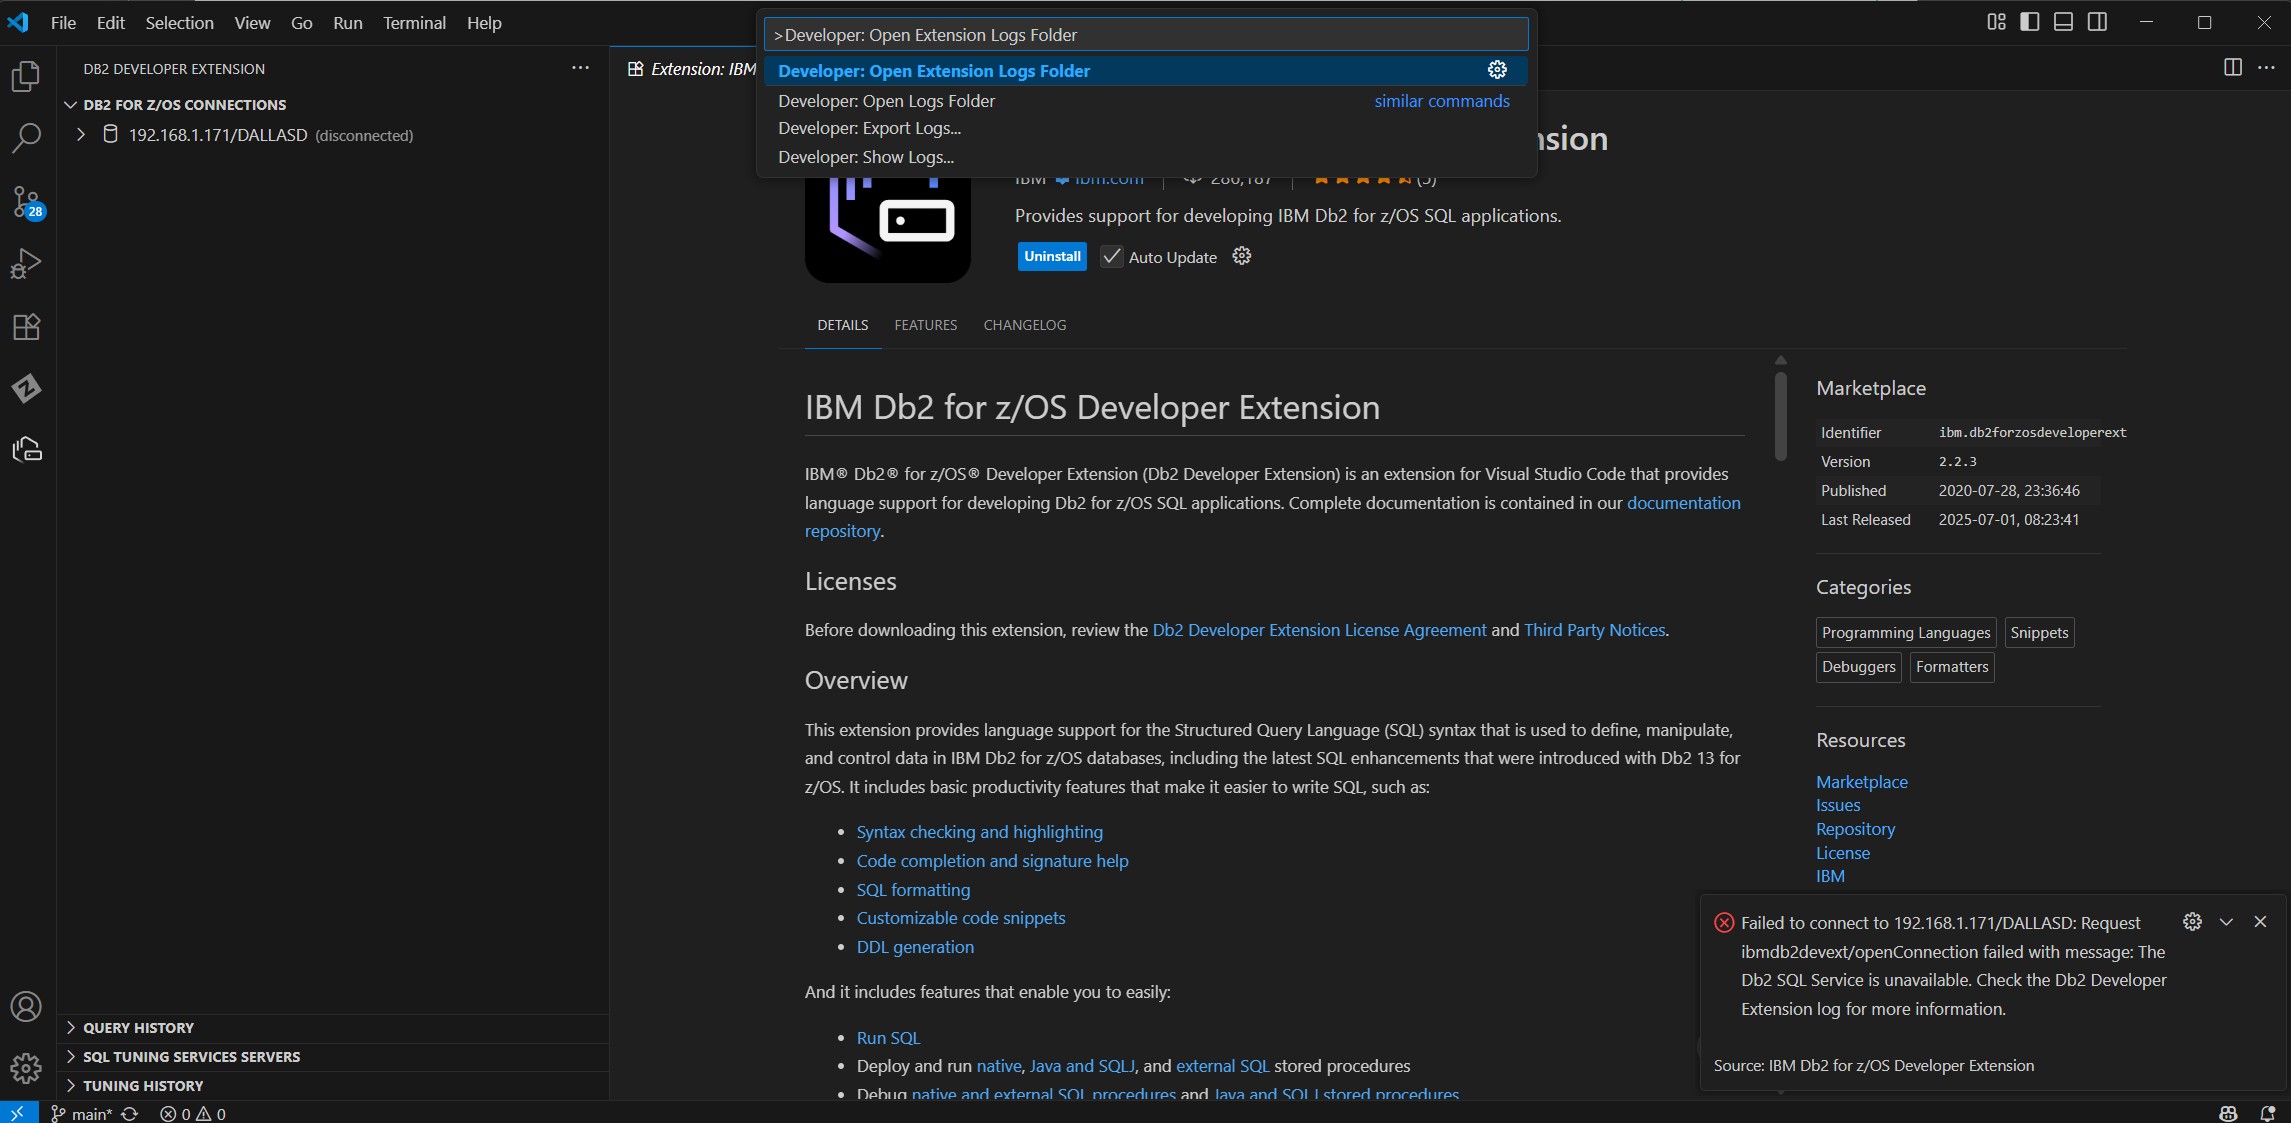 File Edit Selection View Go Run Terminal Help
>Developer: Open Extension Logs Folder
Developer: Open Extension Logs Folder
Developer: Open Logs Folder similar commands
Developer: Export Logs...
Developer: Show Logs...
DB2 DEVELOPER EXTENSION
DB2 FOR Z/OS CONNECTIONS
192.168.1.171/DALLASD (disconnected)
28
QUERY HISTORY
SQL TUNING SERVICES SERVERS
TUNING HISTORY
Extension: IBM
nsion
IBM ibm.com 286,187 (5)
Provides support for developing IBM Db2 for z/OS SQL applications.
Uninstall Auto Update
DETAILS FEATURES CHANGELOG
IBM Db2 for z/OS Developer Extension
IBM® Db2® for z/OS® Developer Extension (Db2 Developer Extension) is an extension for Visual Studio Code that provides
language support for developing Db2 for z/OS SQL applications. Complete documentation is contained in our documentation
repository.
Licenses
Before downloading this extension, review the Db2 Developer Extension License Agreement and Third Party Notices.
Overview
This extension provides language support for the Structured Query Language (SQL) syntax that is used to define, manipulate,
and control data in IBM Db2 for z/OS databases, including the latest SQL enhancements that were introduced with Db2 13 for
z/OS. It includes basic productivity features that make it easier to write SQL, such as:
• Syntax checking and highlighting
• Code completion and signature help
• SQL formatting
• Customizable code snippets
• DDL generation
And it includes features that enable you to easily:
• Run SQL
• Deploy and run native, Java and SQLJ, and external SQL stored procedures
• Debug native and external SQL procedures and Java and SQLJ stored procedures
Marketplace
Identifier ibm.db2forzosdeveloperext
Version 2.2.3
Published 2020-07-28, 23:36:46
Last Released 2025-07-01, 08:23:41
Categories
Programming Languages Snippets
Debuggers Formatters
Resources
Marketplace
Issues
Repository
License
IBM
Failed to connect to 192.168.1.171/DALLASD: Request
ibmdb2devext/openConnection failed with message: The
Db2 SQL Service is unavailable. Check the Db2 Developer
Extension log for more information.
Source: IBM Db2 for z/OS Developer Extension
main* 0 0